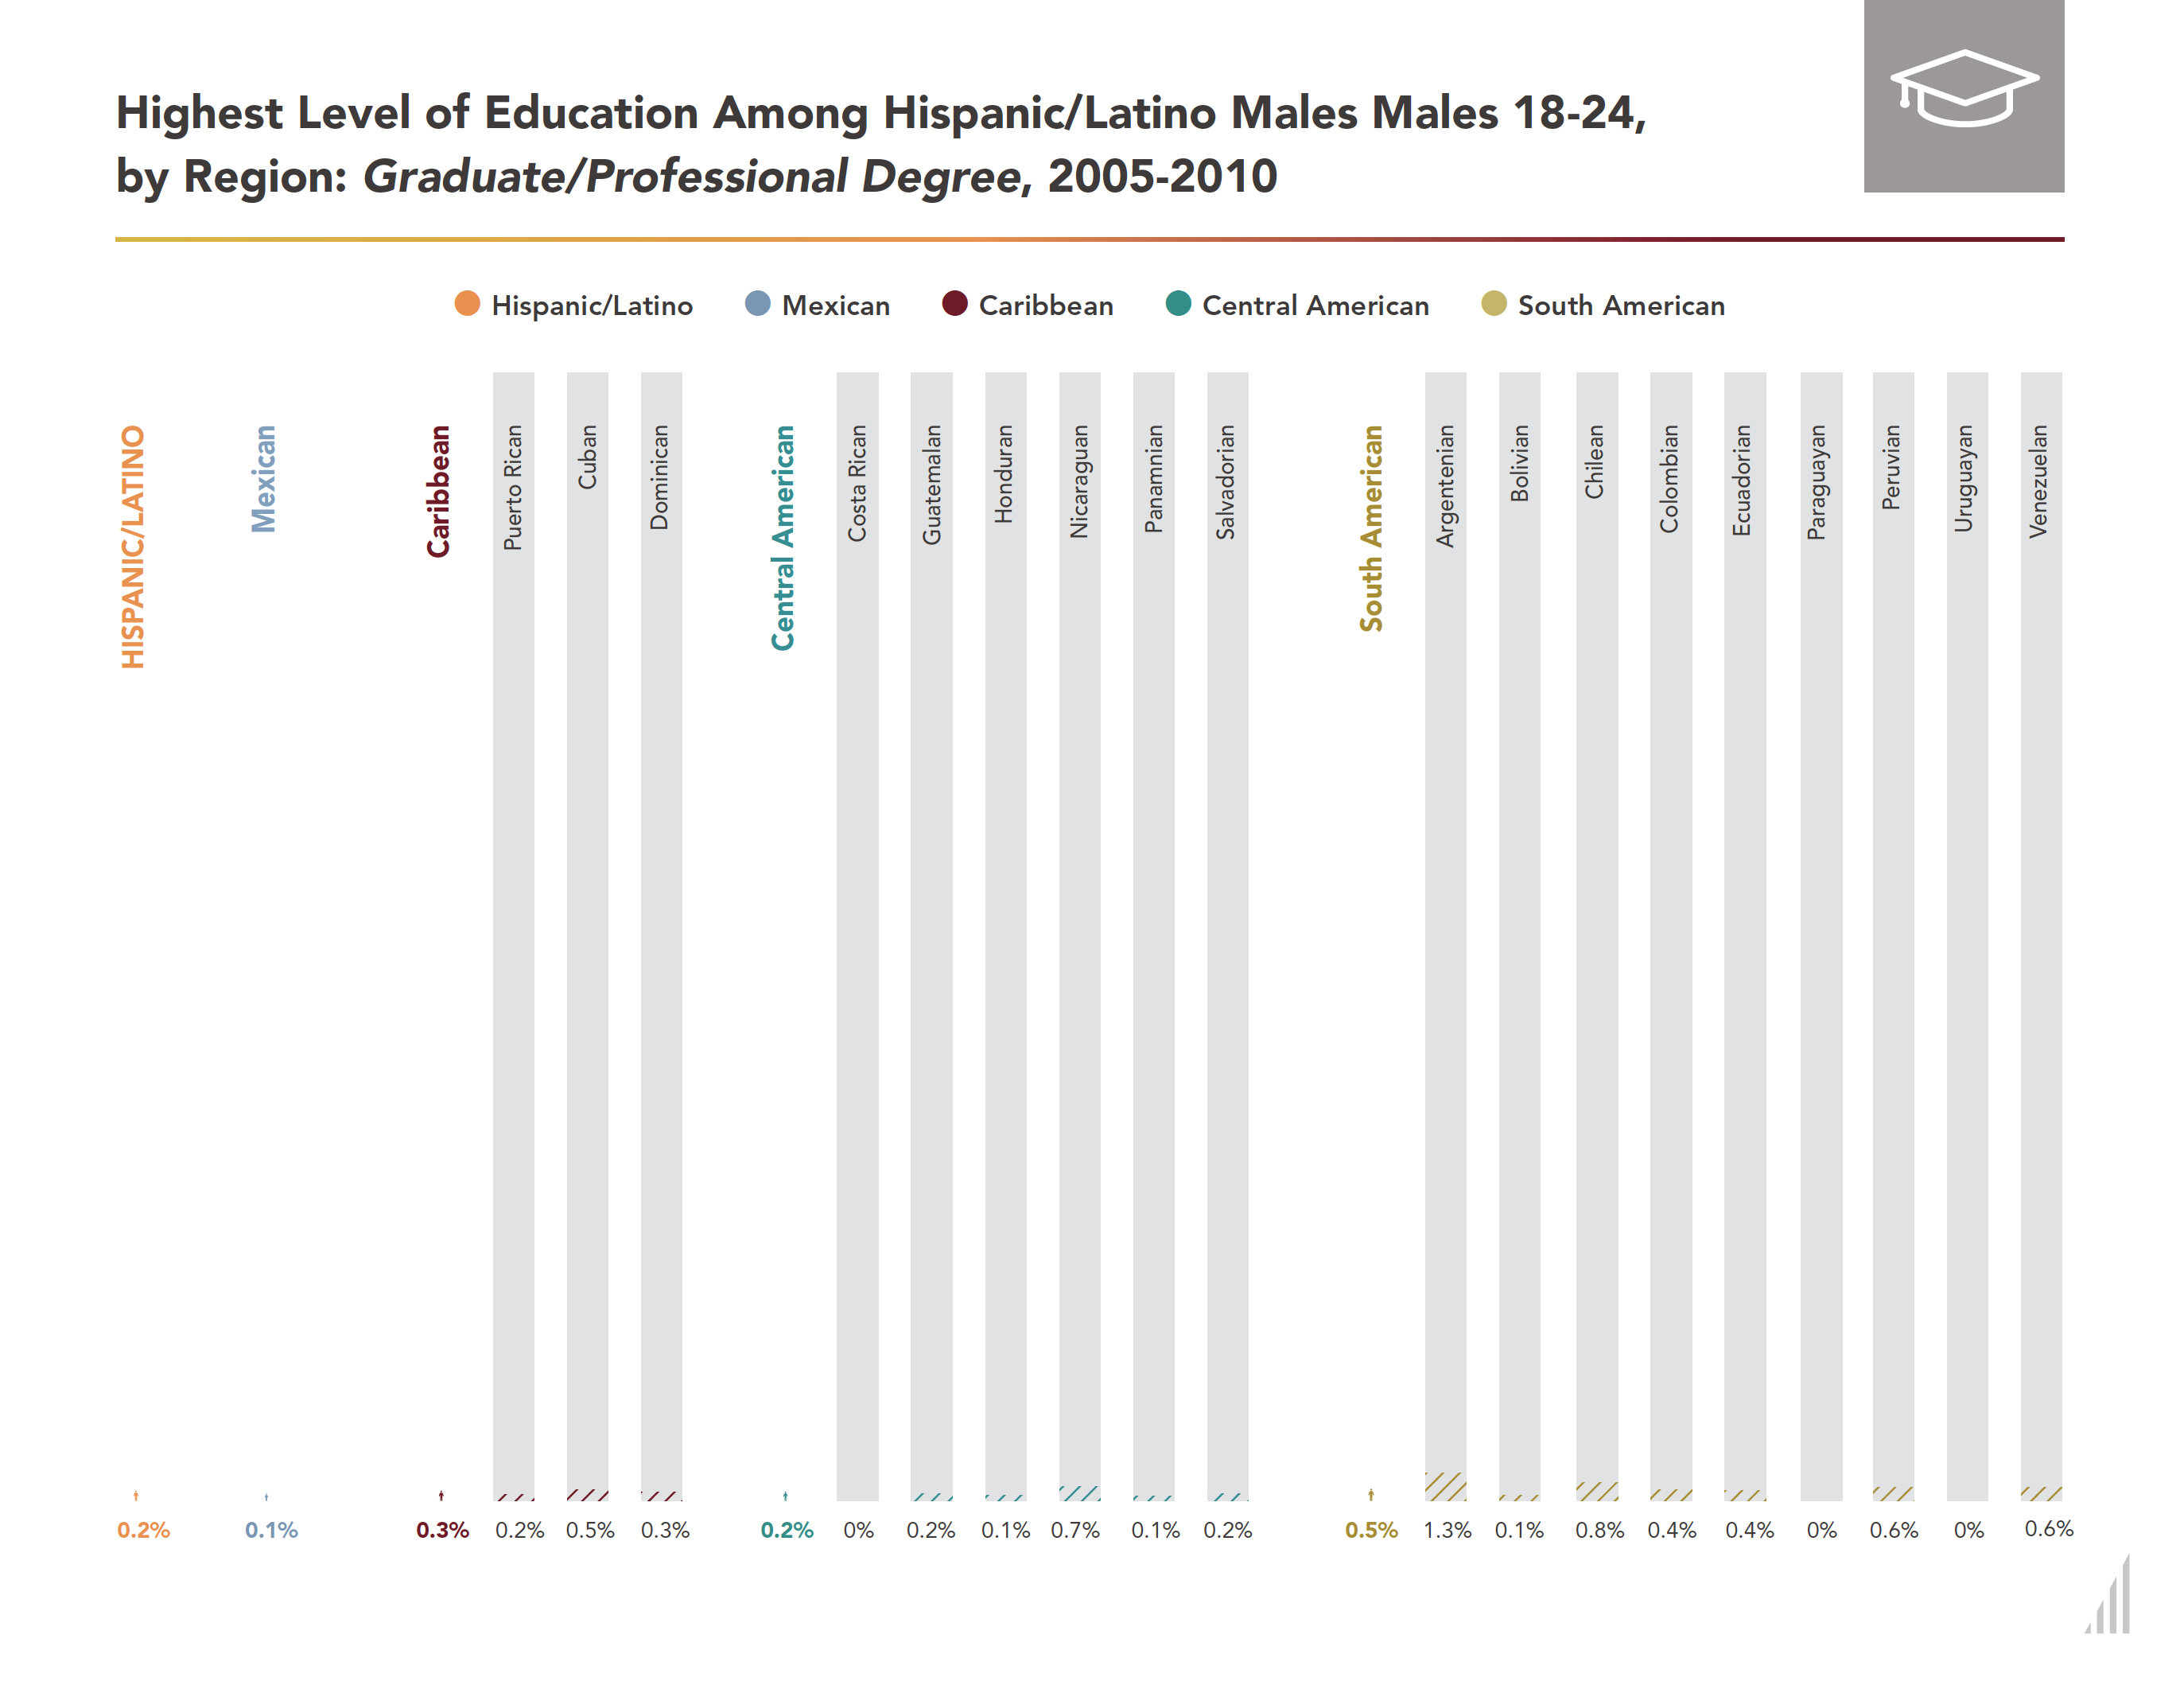 Highest Level of Education Among Hispanic/Latino Males Males 18-24,
by Region: Graduate/Professional Degree, 2005-2010
Hispanic/Latino
Mexican
Caribbean
Central American
South American
HISPANIC/LATINO
Mexican
Caribbean
Puerto Rican
Cuban
Dominican
Central American
Costa Rican
Guatemalan
Honduran
Nicaraguan
Panamnian
Salvadorian
South American
Argentenian
Bolivian
Chilean
Colombian
Ecuadorian
Paraguayan
Peruvian
Uruguayan
Venezuelan
0.2%
0.1%
0.3%
0.2%
0.5%
0.3%
0.2%
0%
0.2%
0.1%
0.7%
0.1%
0.2%
0.5%
1.3%
0.1%
0.8%
0.4%
0.4%
0%
0.6%
0%
0.6%